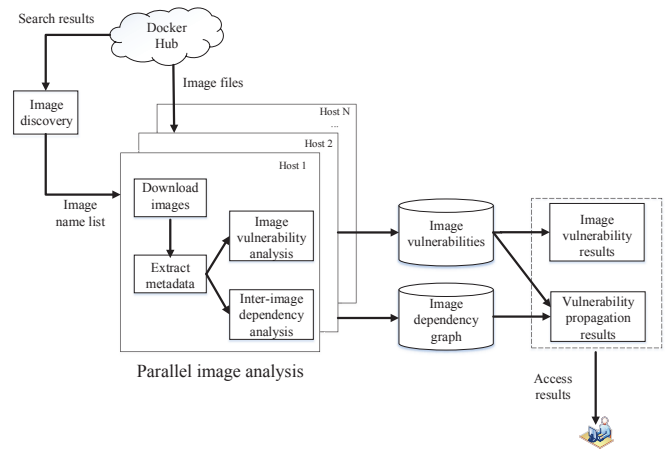 Search results
Docker
Hub
Image files
Image
discovery
Host N
...
Host 2
Host 1
Image
name list
Download
images
Extract
metadata
Image
vulnerability
analysis
Inter-image
dependency
analysis
Parallel image analysis
Image
vulnerabilities
Image
dependency
graph
Image
vulnerability
results
Vulnerability
propagation
results
Access
results